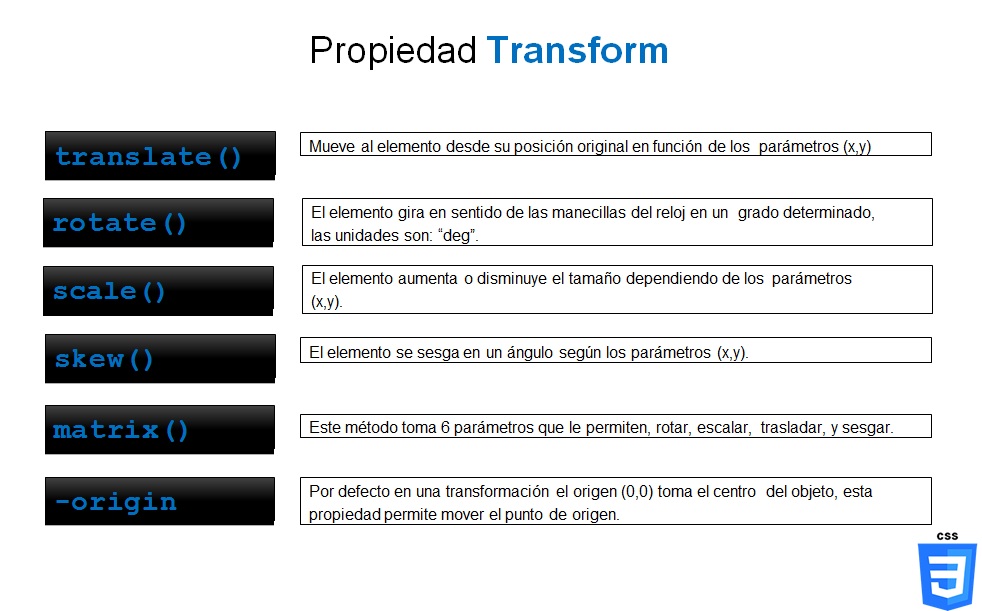 Propiedad Transform
translate()
Mueve al elemento desde su posición original en función de los parámetros (x,y)
rotate()
El elemento gira en sentido de las manecillas del reloj en un grado determinado,
las unidades son: “deg”.
scale()
El elemento aumenta o disminuye el tamaño dependiendo de los parámetros
(x,y).
skew()
El elemento se sesga en un ángulo según los parámetros (x,y).
matrix()
Este método toma 6 parámetros que le permiten, rotar, escalar, trasladar, y sesgar.
-origin
Por defecto en una transformación el origen (0,0) toma el centro del objeto, esta
propiedad permite mover el punto de origen.
css
3